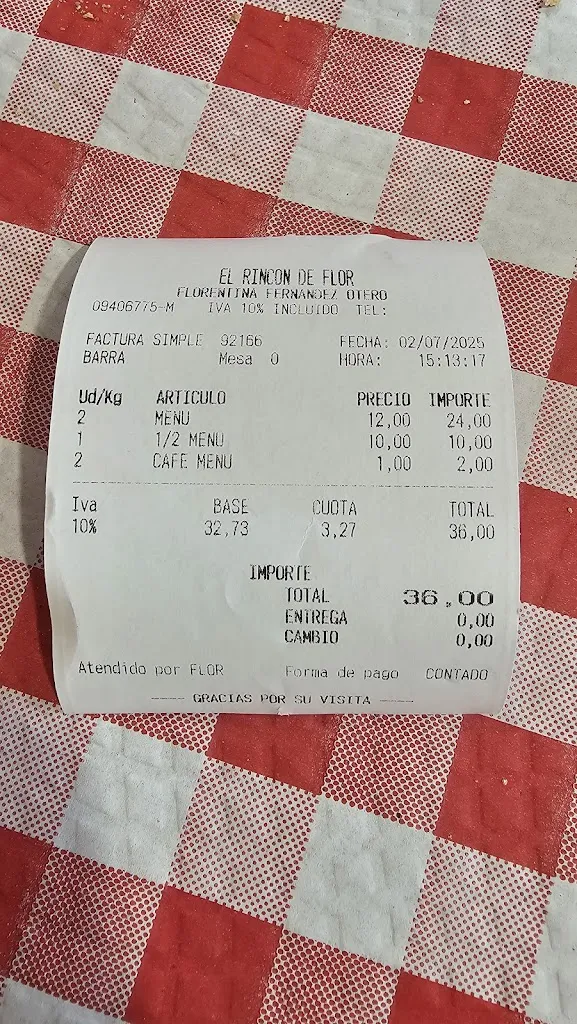 EL RINCON DE FLOR
FLORENTINA FERNANDEZ OTERO
09406775-M IVA 10% INCLUIDO TEL:
FACTURA SIMPLE 92166 FECHA: 02/07/2025
BARRA Mesa 0 HORA: 15:13:17
Ud/Kg ARTICULO PRECIO IMPORTE
2 MENU 12,00 24,00
1 1/2 MENU 10,00 10,00
2 CAFE MENU 1,00 2,00
Iva BASE CUOTA TOTAL
10% 32,73 3,27 36,00
IMPORTE
TOTAL 36,00
ENTREGA 0,00
CAMBIO 0,00
Atendido por FLOR Forma de pago CONTADO
---- GRACIAS POR SU VISITA ----